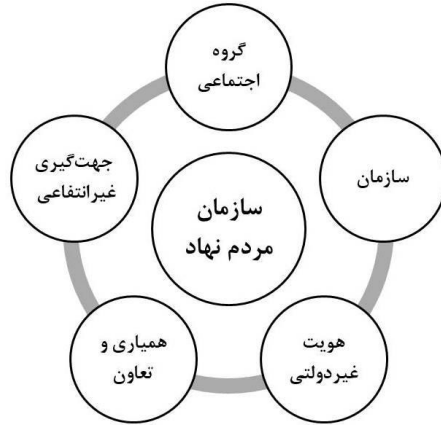 گروه
اجتماعی
سازمان
هویت
غیردولتی
همیاری و
تعاون
جهت‌گیری
غیرانتفاعی
سازمان
مردم نهاد